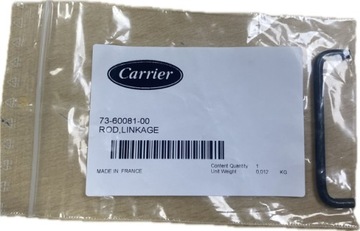 Carrier
73-60081-00
ROD,LINKAGE
Content Quantity 1
MADE IN FRANCE Unit Weight 0,012 KG